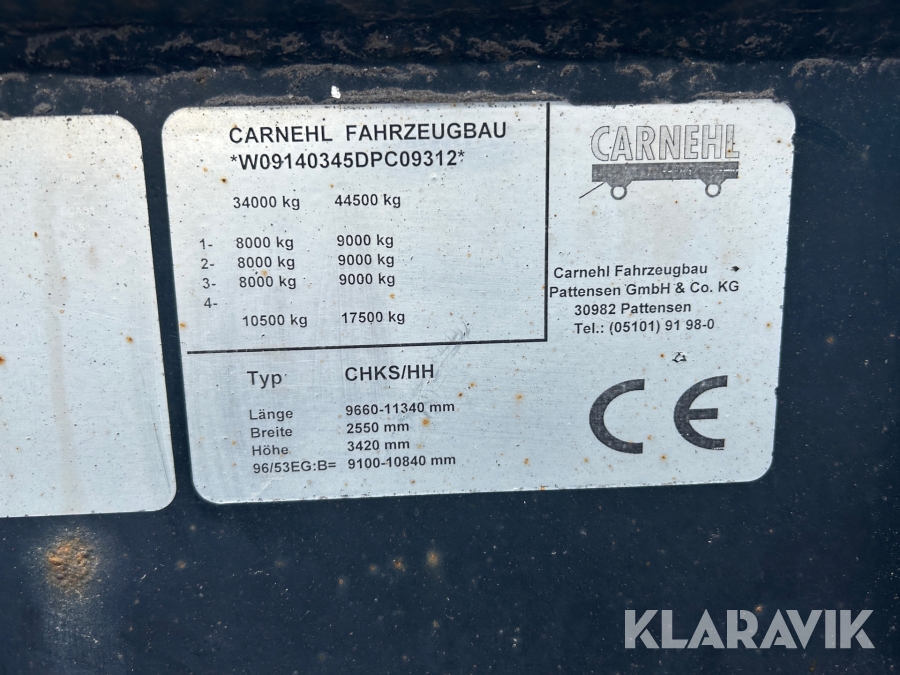 CARNEHL FAHRZEUGBAU
*W09140345DPC09312*
34000 kg 44500 kg
1- 8000 kg 9000 kg
2- 8000 kg 9000 kg
3- 8000 kg 9000 kg
4-
10500 kg 17500 kg
Typ CHKS/HH
Länge 9660-11340 mm
Breite 2550 mm
Höhe 3420 mm
96/53EG:B= 9100-10840 mm
CARNEHL
Carnehl Fahrzeugbau
Pattensen GmbH & Co. KG
30982 Pattensen
Tel.: (05101) 91 98-0
CE
KLARAVIK